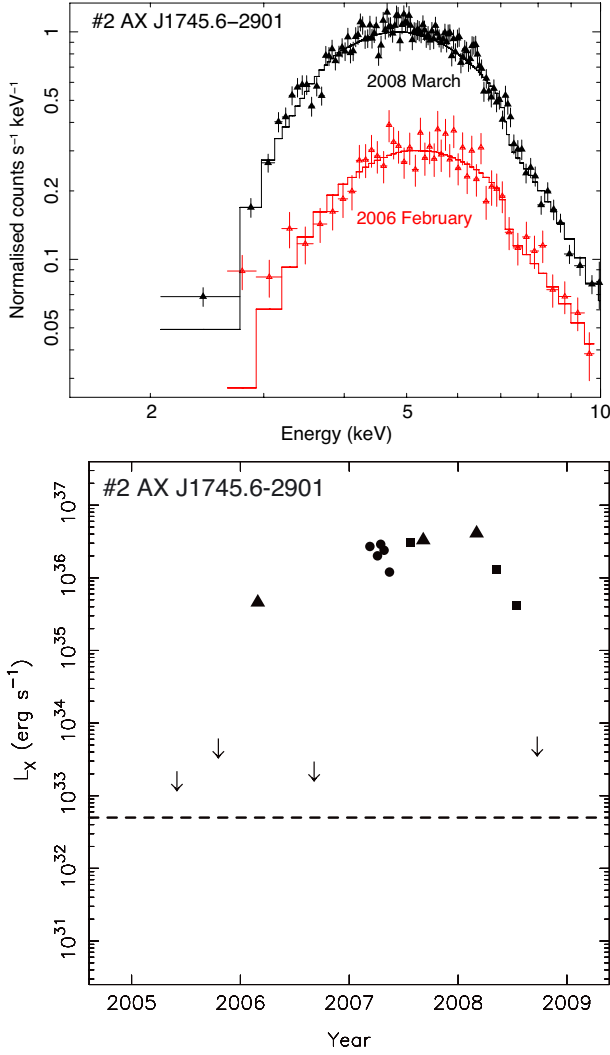 #2 AX J1745.6−2901
Normalised counts s⁻¹ keV⁻¹
1
0.5
0.2
0.1
0.05
2008 March
2006 February
2
5
10
Energy (keV)
#2 AX J1745.6-2901
L_X (erg s⁻¹)
10³⁷
10³⁶
10³⁵
10³⁴
10³³
10³²
10³¹
2005
2006
2007
2008
2009
Year